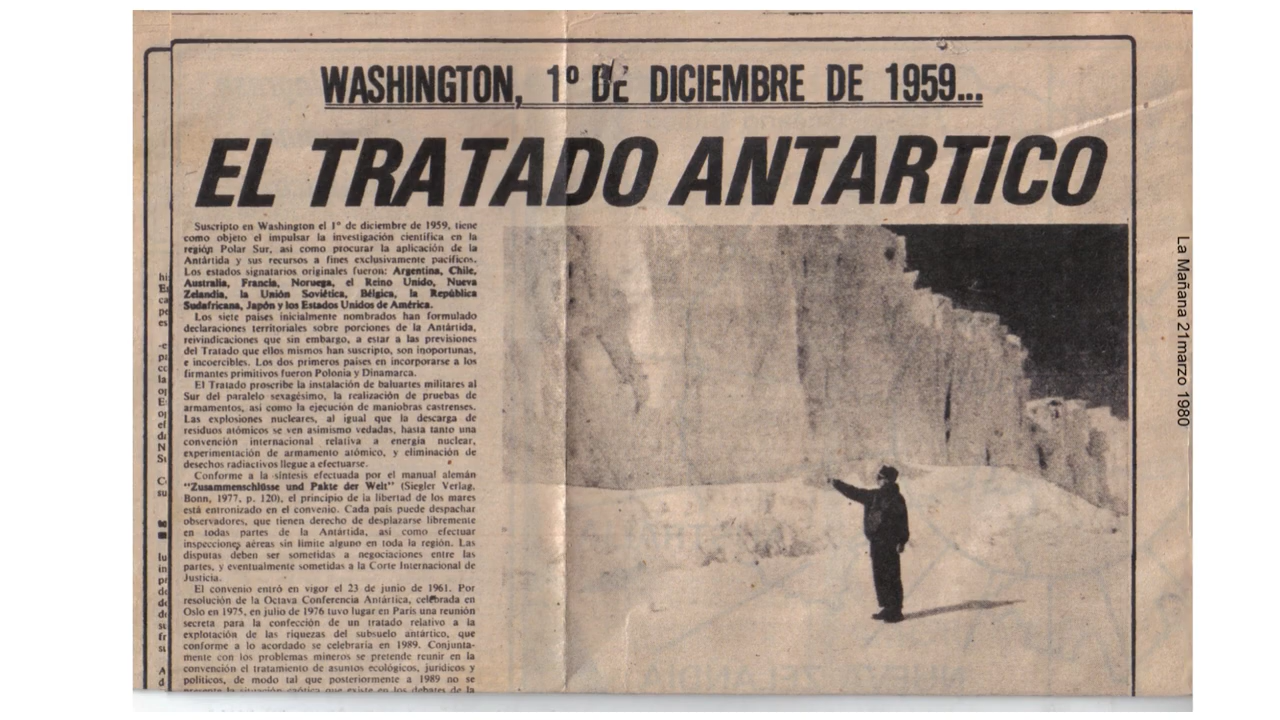 WASHINGTON, 1º DE DICIEMBRE DE 1959...
EL TRATADO ANTARTICO
Suscripto en Washington el 1º de diciembre de 1959, tiene
como objeto el impulsar la investigación científica en la
región Polar Sur, así como procurar la aplicación de la
Antártida y sus recursos a fines exclusivamente pacíficos.
Los estados signatarios originales fueron: Argentina, Chile,
Australia, Francia, Noruega, el Reino Unido, Nueva
Zelandia, la Unión Soviética, Bélgica, la República
Sudafricana, Japón y los Estados Unidos de América.
Los siete países inicialmente nombrados han formulado
declaraciones territoriales sobre porciones de la Antártida,
reivindicaciones que sin embargo, a estar a las previsiones
del Tratado que ellos mismos han suscripto, son inoportunas,
e incoercibles. Los dos primeros países en incorporarse a los
firmantes primitivos fueron Polonia y Dinamarca.
El Tratado proscribe la instalación de baluartes militares al
Sur del paralelo sexagésimo, la realización de pruebas de
armamentos, así como la ejecución de maniobras castrenses.
Las explosiones nucleares, al igual que la descarga de
residuos atómicos se ven asimismo vedadas, hasta tanto una
convención internacional relativa a energía nuclear,
experimentación de armamento atómico, y eliminación de
desechos radiactivos llegue a efectuarse.
Conforme a la síntesis efectuada por el manual alemán
"Zusammenschlüsse und Pakte der Welt" (Siegler Verlag,
Bonn, 1977, p. 120), el principio de la libertad de los mares
está entronizado en el convenio. Cada país puede despachar
observadores, que tienen derecho de desplazarse libremente
en todas partes de la Antártida, así como efectuar
inspecciones aéreas sin límite alguno en toda la región. Las
disputas deben ser sometidas a negociaciones entre las
partes, y eventualmente sometidas a la Corte Internacional de
Justicia.
El convenio entró en vigor el 23 de junio de 1961. Por
resolución de la Octava Conferencia Antártica, celebrada en
Oslo en 1975, en julio de 1976 tuvo lugar en París una reunión
secreta para la confección de un tratado relativo a la
explotación de las riquezas del subsuelo antártico, que
conforme a lo acordado se celebraría en 1989. Conjunta-
mente con los problemas mineros se pretende reunir en la
convención el tratamiento de asuntos ecológicos, jurídicos y
políticos, de modo tal que posteriormente a 1989 no se
presente la situación caótica que existe en los debates de la
La Mañana 21marzo 1980